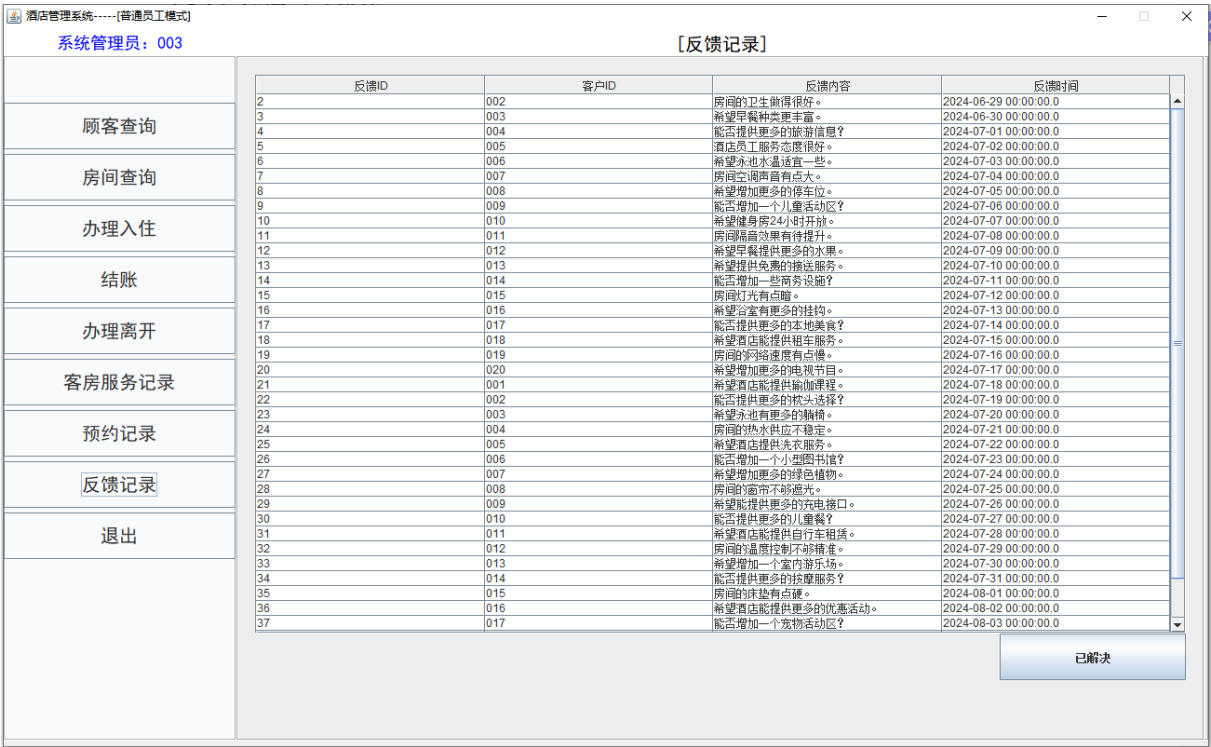 酒店管理系统-----[普通员工模式]
系统管理员：003
[反馈记录]
顾客查询
房间查询
办理入住
结账
办理离开
客房服务记录
预约记录
反馈记录
退出
反馈ID 客户ID 反馈内容 反馈时间
2 002 房间的卫生做得很好。 2024-06-29 00:00:00.0
3 003 希望早餐种类更丰富。 2024-06-30 00:00:00.0
4 004 能否提供更多的旅游信息？ 2024-07-01 00:00:00.0
5 005 酒店员工服务态度很好。 2024-07-02 00:00:00.0
6 006 希望泳池水温适宜一些。 2024-07-03 00:00:00.0
7 007 房间空调声音有点大。 2024-07-04 00:00:00.0
8 008 希望增加更多的停车位。 2024-07-05 00:00:00.0
9 009 能否增加一个儿童活动区？ 2024-07-06 00:00:00.0
10 010 希望健身房24小时开放。 2024-07-07 00:00:00.0
11 011 房间隔音效果有待提升。 2024-07-08 00:00:00.0
12 012 希望早餐提供更多的水果。 2024-07-09 00:00:00.0
13 013 希望提供免费的接送服务。 2024-07-10 00:00:00.0
14 014 能否增加一些商务设施？ 2024-07-11 00:00:00.0
15 015 房间灯光有点暗。 2024-07-12 00:00:00.0
16 016 希望浴室有更多的挂钩。 2024-07-13 00:00:00.0
17 017 能否提供更多的本地美食？ 2024-07-14 00:00:00.0
18 018 希望酒店能提供租车服务。 2024-07-15 00:00:00.0
19 019 房间的网络速度有点慢。 2024-07-16 00:00:00.0
20 020 希望增加更多的电视节目。 2024-07-17 00:00:00.0
21 001 希望酒店能提供瑜伽课程。 2024-07-18 00:00:00.0
22 002 能否提供更多的枕头选择？ 2024-07-19 00:00:00.0
23 003 希望泳池有更多的躺椅。 2024-07-20 00:00:00.0
24 004 房间的热水供应不稳定。 2024-07-21 00:00:00.0
25 005 希望酒店提供洗衣服务。 2024-07-22 00:00:00.0
26 006 能否增加一个小型图书馆？ 2024-07-23 00:00:00.0
27 007 希望增加更多的绿色植物。 2024-07-24 00:00:00.0
28 008 房间的窗帘不够遮光。 2024-07-25 00:00:00.0
29 009 希望能提供更多的充电接口。 2024-07-26 00:00:00.0
30 010 能否提供更多的儿童餐？ 2024-07-27 00:00:00.0
31 011 希望酒店能提供自行车租赁。 2024-07-28 00:00:00.0
32 012 房间的温度控制不够精准。 2024-07-29 00:00:00.0
33 013 希望增加一个室内游乐场。 2024-07-30 00:00:00.0
34 014 能否提供更多的按摩服务？ 2024-07-31 00:00:00.0
35 015 房间的床垫有点硬。 2024-08-01 00:00:00.0
36 016 希望酒店能提供更多的优惠活动。 2024-08-02 00:00:00.0
37 017 能否增加一个宠物活动区？ 2024-08-03 00:00:00.0
已解决